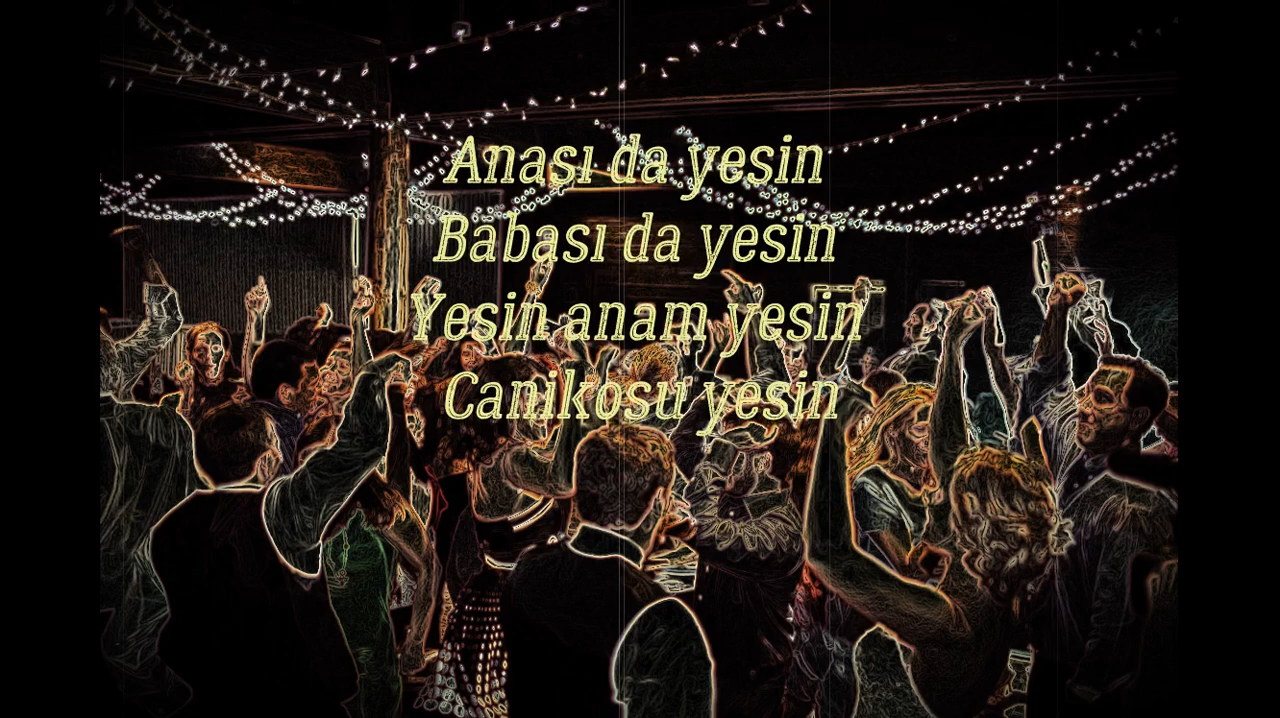 Anası da yesin
Babası da yesin
Yesin anam yesin
Canikosu yesin